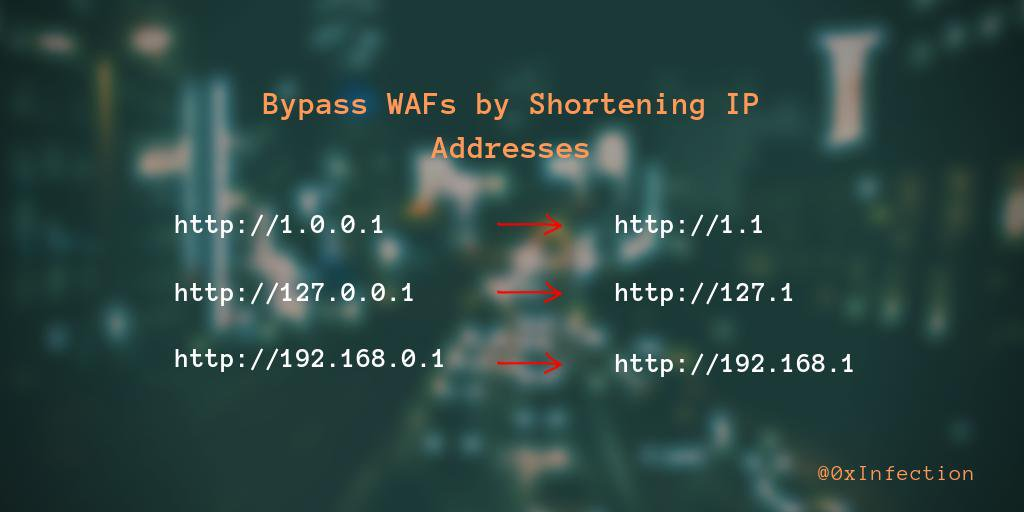 Bypass WAFs by Shortening IP
Addresses
http://1.0.0.1 → http://1.1
http://127.0.0.1 → http://127.1
http://192.168.0.1 → http://192.168.1
@0xInfection